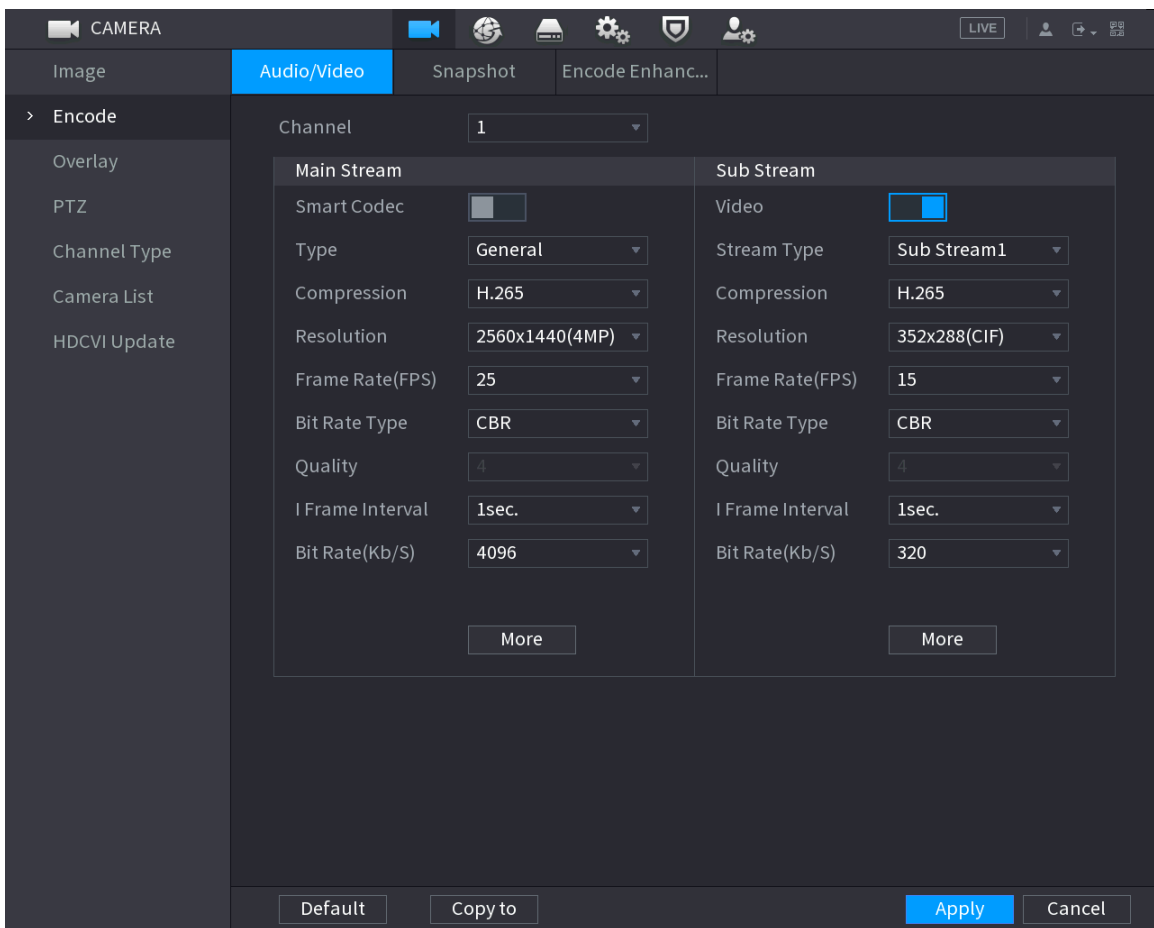 CAMERA
LIVE
Image
Encode
Overlay
PTZ
Channel Type
Camera List
HDCVI Update
Audio/Video
Snapshot
Encode Enhanc...
Channel 1
Main Stream
Smart Codec
Type General
Compression H.265
Resolution 2560x1440(4MP)
Frame Rate(FPS) 25
Bit Rate Type CBR
Quality 4
I Frame Interval 1sec.
Bit Rate(Kb/S) 4096
More
Sub Stream
Video
Stream Type Sub Stream1
Compression H.265
Resolution 352x288(CIF)
Frame Rate(FPS) 15
Bit Rate Type CBR
Quality 4
I Frame Interval 1sec.
Bit Rate(Kb/S) 320
More
Default
Copy to
Apply
Cancel